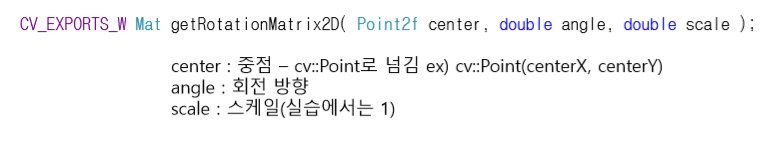 CV_EXPORTS_W Mat getRotationMatrix2D( Point2f center, double angle, double scale );
center : 중점 – cv::Point로 넘김 ex) cv::Point(centerX, centerY)
angle : 회전 방향
scale : 스케일(실습에서는 1)